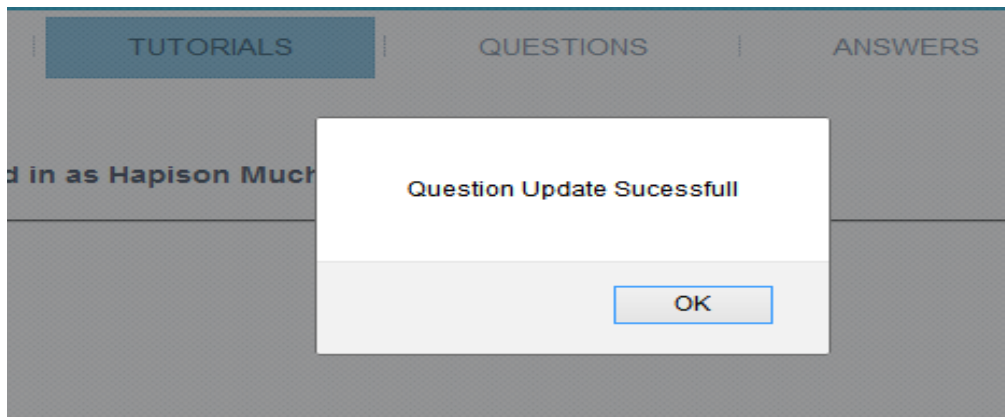 TUTORIALS QUESTIONS ANSWERS
d in as Hapison Much
Question Update Sucessfull
OK